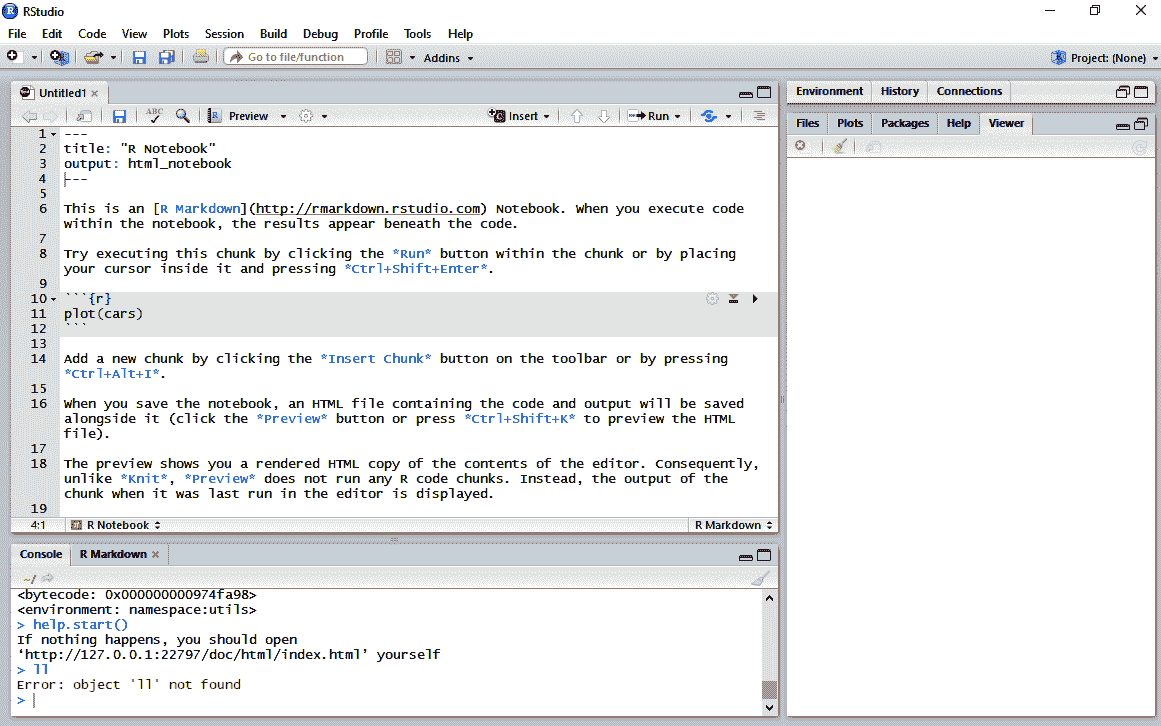 RStudio
File Edit Code View Plots Session Build Debug Profile Tools Help
Go to file/function Addins Project: (None)
Untitled1
ABC Preview Insert Run
1 ---
2 title: "R Notebook"
3 output: html_notebook
4 ---
5
6 This is an [R Markdown](http://rmarkdown.rstudio.com) Notebook. When you execute code
within the notebook, the results appear beneath the code.
7
8 Try executing this chunk by clicking the *Run* button within the chunk or by placing
your cursor inside it and pressing *Ctrl+Shift+Enter*.
9
10 ```{r}
11 plot(cars)
12 ```
13
14 Add a new chunk by clicking the *Insert Chunk* button on the toolbar or by pressing
*Ctrl+Alt+I*.
15
16 When you save the notebook, an HTML file containing the code and output will be saved
alongside it (click the *Preview* button or press *Ctrl+Shift+K* to preview the HTML
file).
17
18 The preview shows you a rendered HTML copy of the contents of the editor. Consequently,
unlike *Knit*, *Preview* does not run any R code chunks. Instead, the output of the
chunk when it was last run in the editor is displayed.
19
4:1 R Notebook R Markdown
Console R Markdown
~/
<bytecode: 0x000000000974fa98>
<environment: namespace:utils>
> help.start()
If nothing happens, you should open
‘http://127.0.0.1:22797/doc/html/index.html’ yourself
> ll
Error: object 'll' not found
>
Environment History Connections
Files Plots Packages Help Viewer